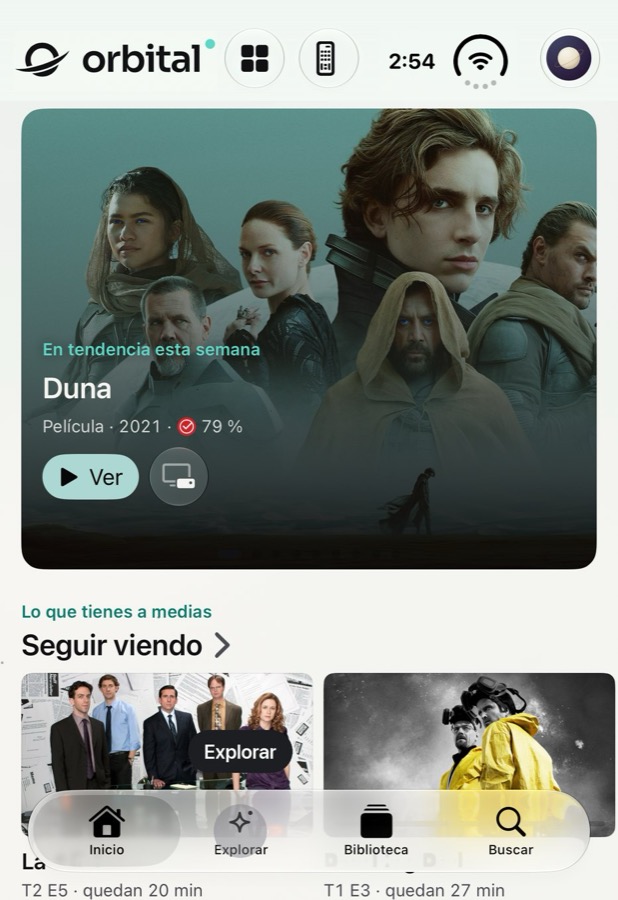 orbital
2:54
En tendencia esta semana
Duna
Película · 2021 · 79 %
Ver
Lo que tienes a medias
Seguir viendo
Explorar
Inicio
Explorar
Biblioteca
Buscar
La
T2 E5 · quedan 20 min
T1 E3 · quedan 27 min